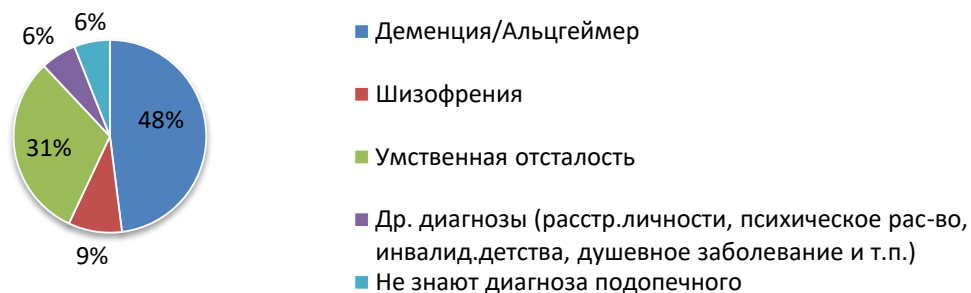 6%
6%
48%
31%
9%
Деменция/Альцгеймер
Шизофрения
Умственная отсталость
Др. диагнозы (расстр.личности, психическое рас-во,
инвалид.детства, душевное заболевание и т.п.)
Не знают диагноза подопечного